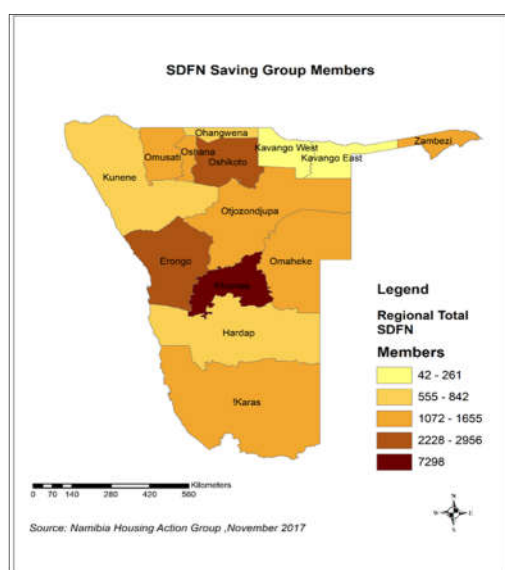 SDFN Saving Group Members
Ohangwena
Kavango West
Zambezi
Omusati
Oshana
Kavango East
Oshikoto
Kunene
Otjozondjupa
Erongo
Omaheke
Hardap
!Karas
Legend
Regional Total
SDFN
Members
42 - 261
555 - 842
1072 - 1655
2228 - 2956
7298
Kilometers
0 70 140 280 420 560
N
W E
S
Source: Namibia Housing Action Group ,November 2017